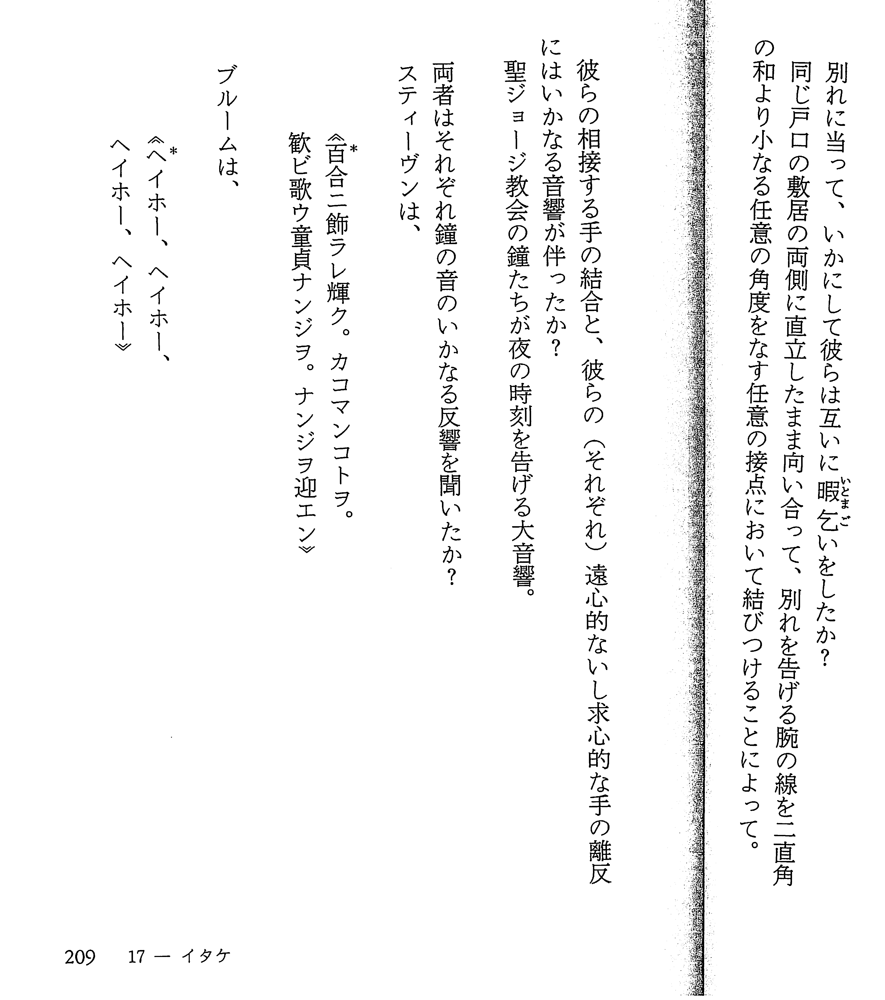 別れに当って、いかにして彼らは互いに暇乞いをしたか?
同じ戸口の敷居の両側に直立したまま向い合って、別れを告げる腕の線を二直角
の和より小なる任意の角度をなす任意の接点において結びつけることによって。
彼らの相接する手の結合と、彼らの（それぞれ）遠心的ないし求心的な手の離反
にはいかなる音響が伴ったか?
聖ジョージ教会の鐘たちが夜の時刻を告げる大音響。
両者はそれぞれ鐘の音のいかなる反響を聞いたか?
スティーヴンは、
《*百合ニ飾ラレ輝ク。カコマンコトヲ。
歓ビ歌ウ童貞ナンジヲ。ナンジヲ迎エン》
ブルームは、
《*ヘイホー、ヘイホー、
ヘイホー、ヘイホー》
209 17 — イタケ